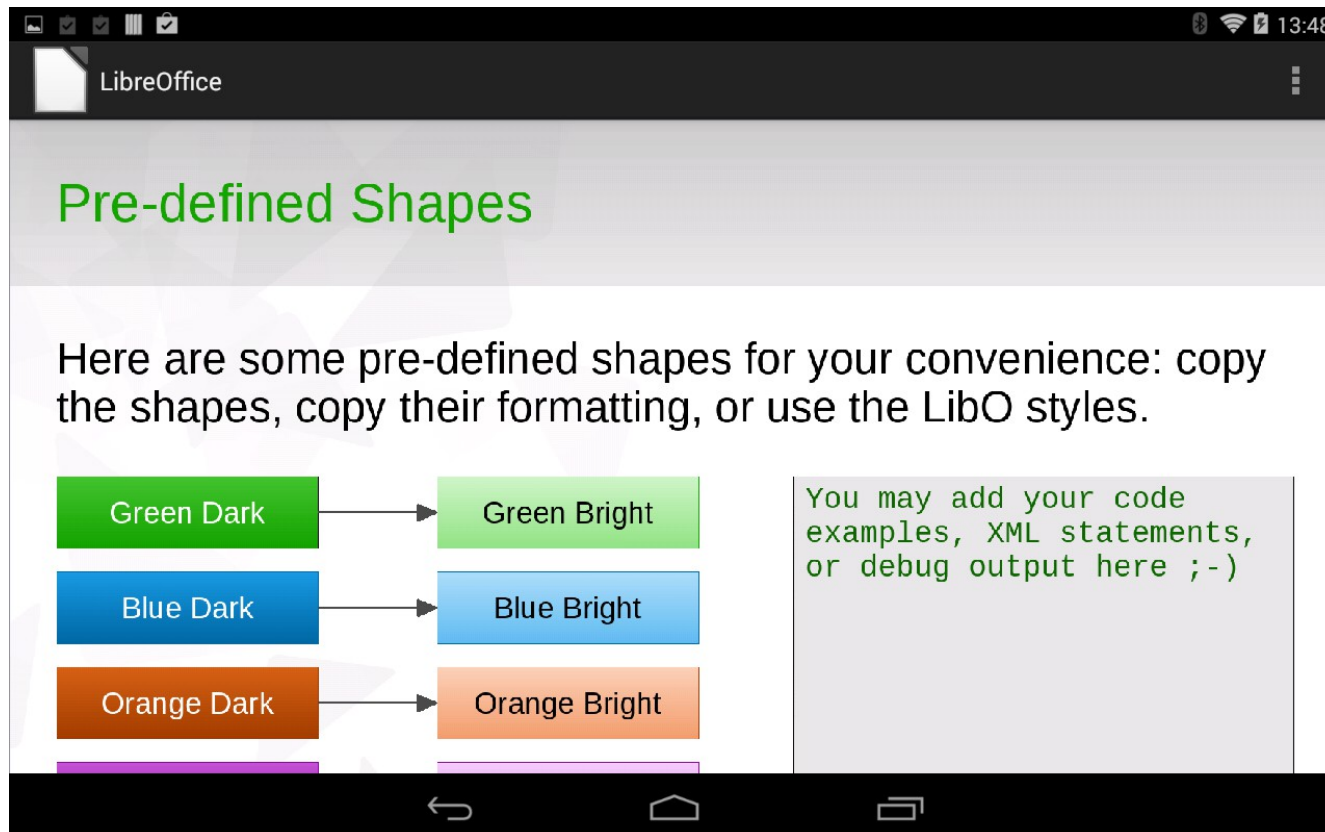 13:48
LibreOffice
Pre-defined Shapes
Here are some pre-defined shapes for your convenience: copy
the shapes, copy their formatting, or use the LibO styles.
Green Dark
Green Bright
Blue Dark
Blue Bright
Orange Dark
Orange Bright
You may add your code
examples, XML statements,
or debug output here ;-)